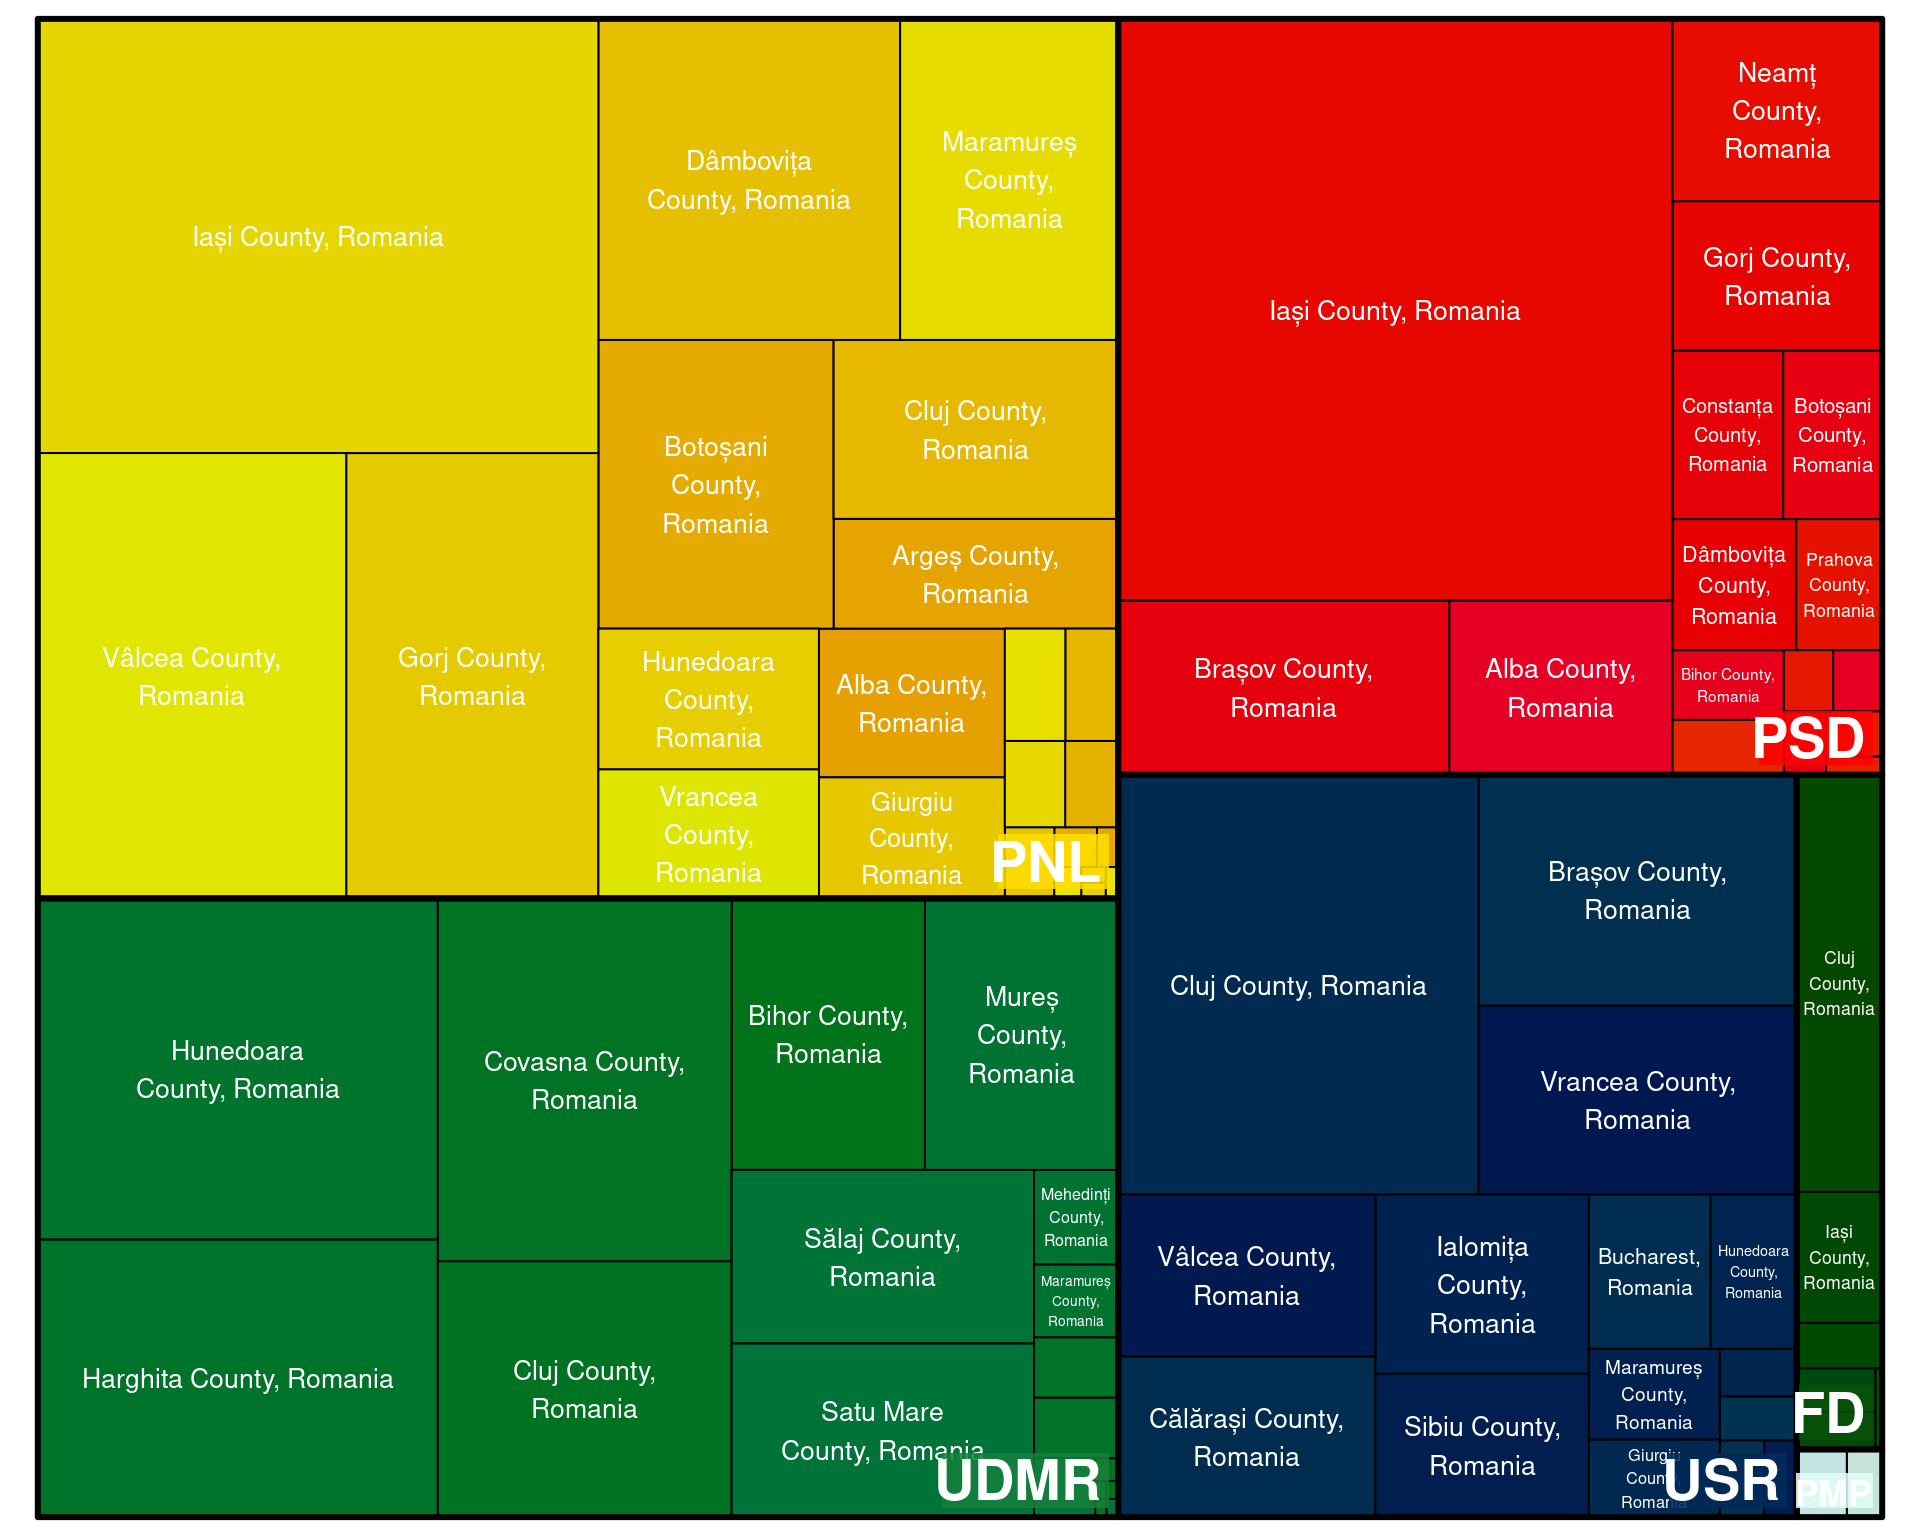 Iași County, Romania
Dâmbovița
County, Romania
Maramureș
County,
Romania
Botoșani
County,
Romania
Cluj County,
Romania
Argeș County,
Romania
Vâlcea County,
Romania
Gorj County,
Romania
Hunedoara
County,
Romania
Alba County,
Romania
Vrancea
County,
Romania
Giurgiu
County,
Romania
PNL
Iași County, Romania
Neamț
County,
Romania
Gorj County,
Romania
Constanța
County,
Romania
Botoșani
County,
Romania
Dâmbovița
County,
Romania
Prahova
County,
Romania
Brașov County,
Romania
Alba County,
Romania
Bihor County,
Romania
PSD
Hunedoara
County, Romania
Covasna County,
Romania
Bihor County,
Romania
Mureș
County,
Romania
Harghita County, Romania
Cluj County,
Romania
Sălaj County,
Romania
Mehedinți
County,
Romania
Maramureș
County,
Romania
Satu Mare
County, Romania
UDMR
Cluj County, Romania
Brașov County,
Romania
Vrancea County,
Romania
Vâlcea County,
Romania
Ialomița
County,
Romania
Bucharest,
Romania
Hunedoara
County,
Romania
Călărași County,
Romania
Sibiu County,
Romania
Maramureș
County,
Romania
Giurgiu
County,
Romania
USR
Cluj
County,
Romania
Iași
County,
Romania
FD
PMP